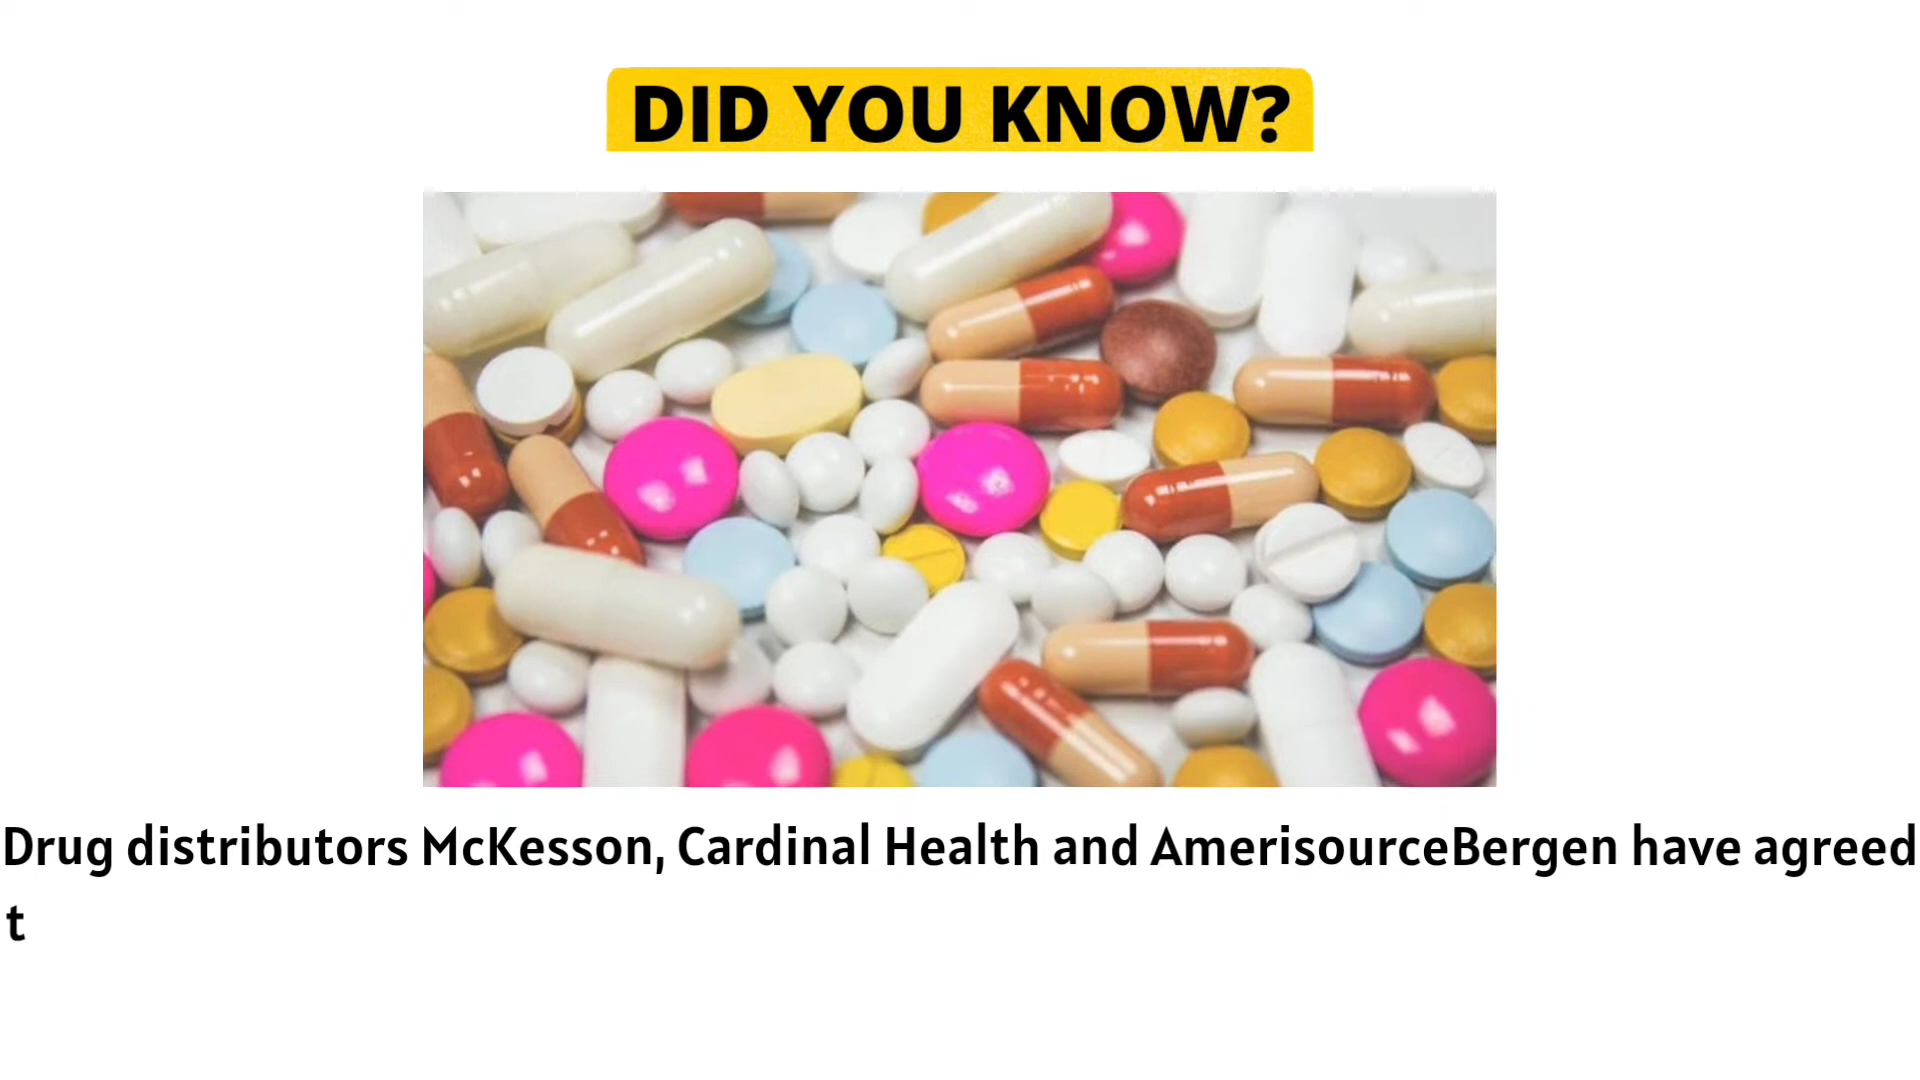 DID YOU KNOW?
Drug distributors McKesson, Cardinal Health and AmerisourceBergen have agreed
t